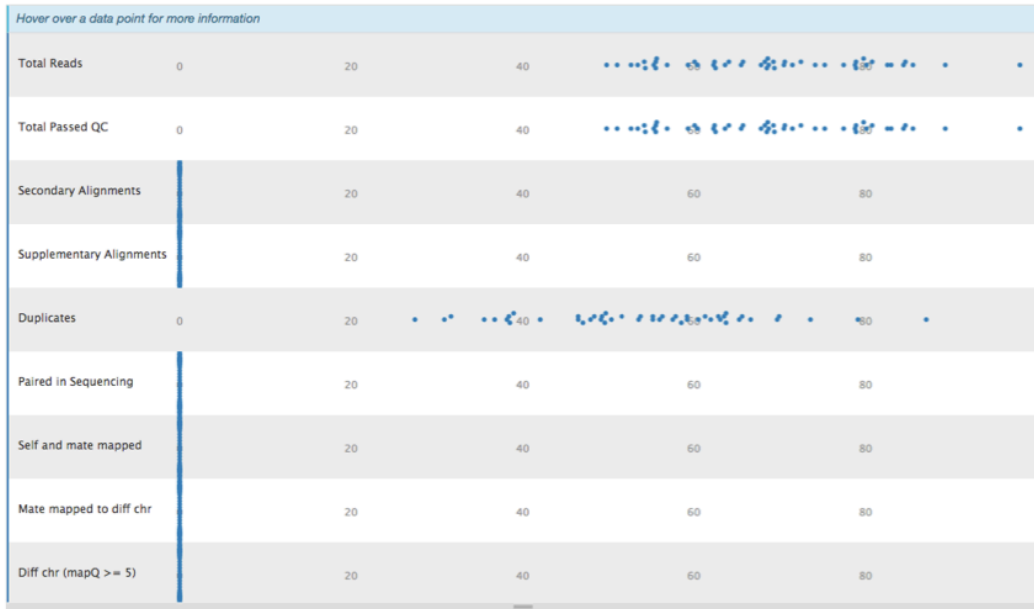 Hover over a data point for more information
Total Reads 0 20 40 60 80
Total Passed QC 0 20 40 60 80
Secondary Alignments 20 40 60 80
Supplementary Alignments 20 40 60 80
Duplicates 0 20 40 60 80
Paired in Sequencing 20 40 60 80
Self and mate mapped 20 40 60 80
Mate mapped to diff chr 20 40 60 80
Diff chr (mapQ >= 5) 20 40 60 80